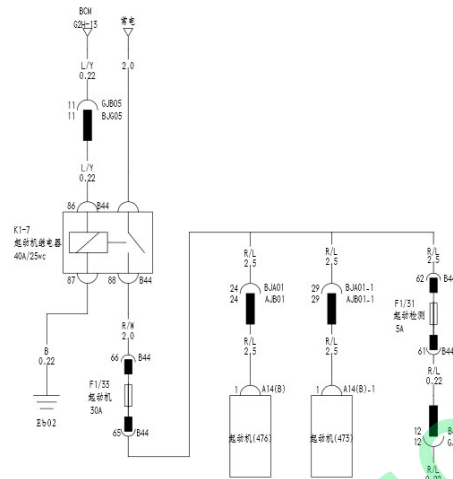 BCM
G2H-13
常电
L/Y
0.22
2.0
11 GJB05
11 BJG05
L/Y
0.22
86 B44
K1-7
起动机继电器
40A/25wc
87 88 B44
R/W
2.0
B
0.22
66 B44
F1/33
起动机
30A
65 B44
Eb02
R/L
2.5
24 BJA01
24 AJB01
R/L
2.5
1 A14(B)
起动机(476)
R/L
2.5
29 BJA01-1
29 AJB01-1
R/L
2.5
1 A14(B)-1
起动机(473)
R/L
2.5
62 B4
F1/31
起动检测
5A
61 B44
R/L
0.22
12 B
12 GJ
R/L
0.22